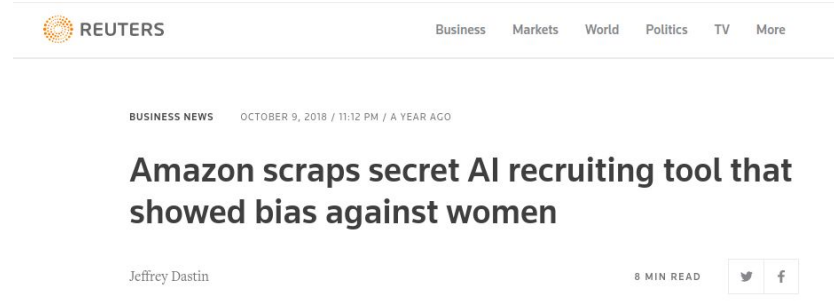 REUTERS Business Markets World Politics TV More
BUSINESS NEWS OCTOBER 9, 2018 / 11:12 PM / A YEAR AGO
Amazon scraps secret AI recruiting tool that
showed bias against women
Jeffrey Dastin 8 MIN READ